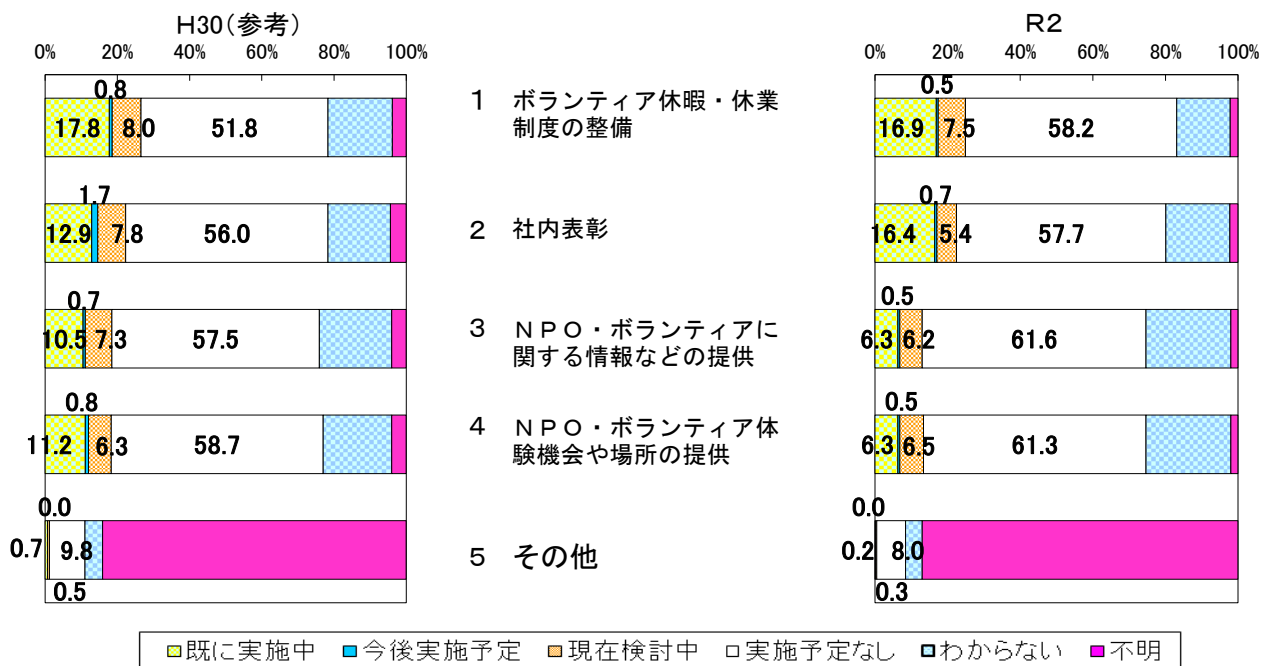 H30(参考)
0% 20% 40% 60% 80% 100%
0.8
17.8 8.0 51.8
1.7
12.9 7.8 56.0
0.7
10.5 7.3 57.5
0.8
11.2 6.3 58.7
0.0
0.7 9.8
0.5
1 ボランティア休暇・休業
制度の整備
2 社内表彰
3 NPO・ボランティアに
関する情報などの提供
4 NPO・ボランティア体
験機会や場所の提供
5 その他
R2
0% 20% 40% 60% 80% 100%
0.5
16.9 7.5 58.2
0.7
16.4 5.4 57.7
0.5
6.3 6.2 61.6
0.5
6.3 6.5 61.3
0.0
0.2 8.0
0.3
既に実施中 今後実施予定 現在検討中 実施予定なし わからない 不明